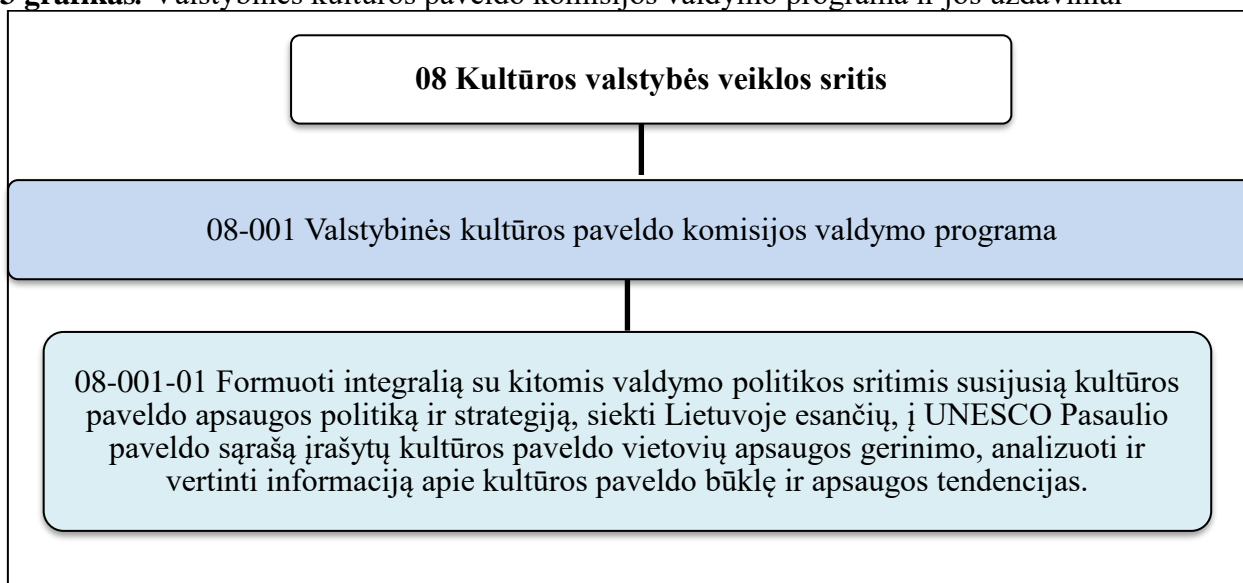 3 grafikas. Valstybinės kultūros paveldo komisijos valdymo programa ir jos uždaviniai
08 Kultūros valstybės veiklos sritis
08-001 Valstybinės kultūros paveldo komisijos valdymo programa
08-001-01 Formuoti integralią su kitomis valdymo politikos sritimis susijusią kultūros
paveldo apsaugos politiką ir strategiją, siekti Lietuvoje esančių, į UNESCO Pasaulio
paveldo sąrašą įrašytų kultūros paveldo vietovių apsaugos gerinimo, analizuoti ir
vertinti informaciją apie kultūros paveldo būklę ir apsaugos tendencijas.